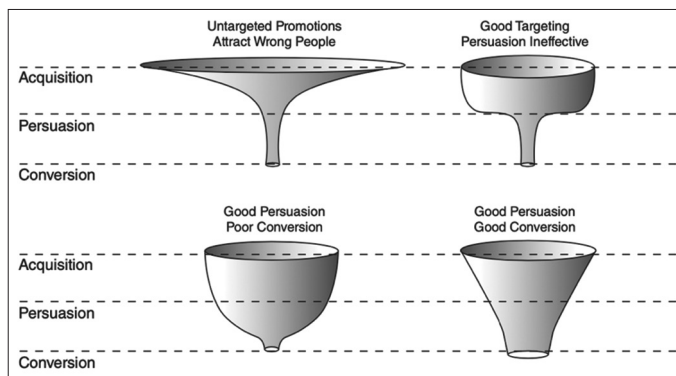 Untargeted Promotions
Attract Wrong People
Good Targeting
Persuasion Ineffective
Acquisition
Persuasion
Conversion
Good Persuasion
Poor Conversion
Good Persuasion
Good Conversion
Acquisition
Persuasion
Conversion